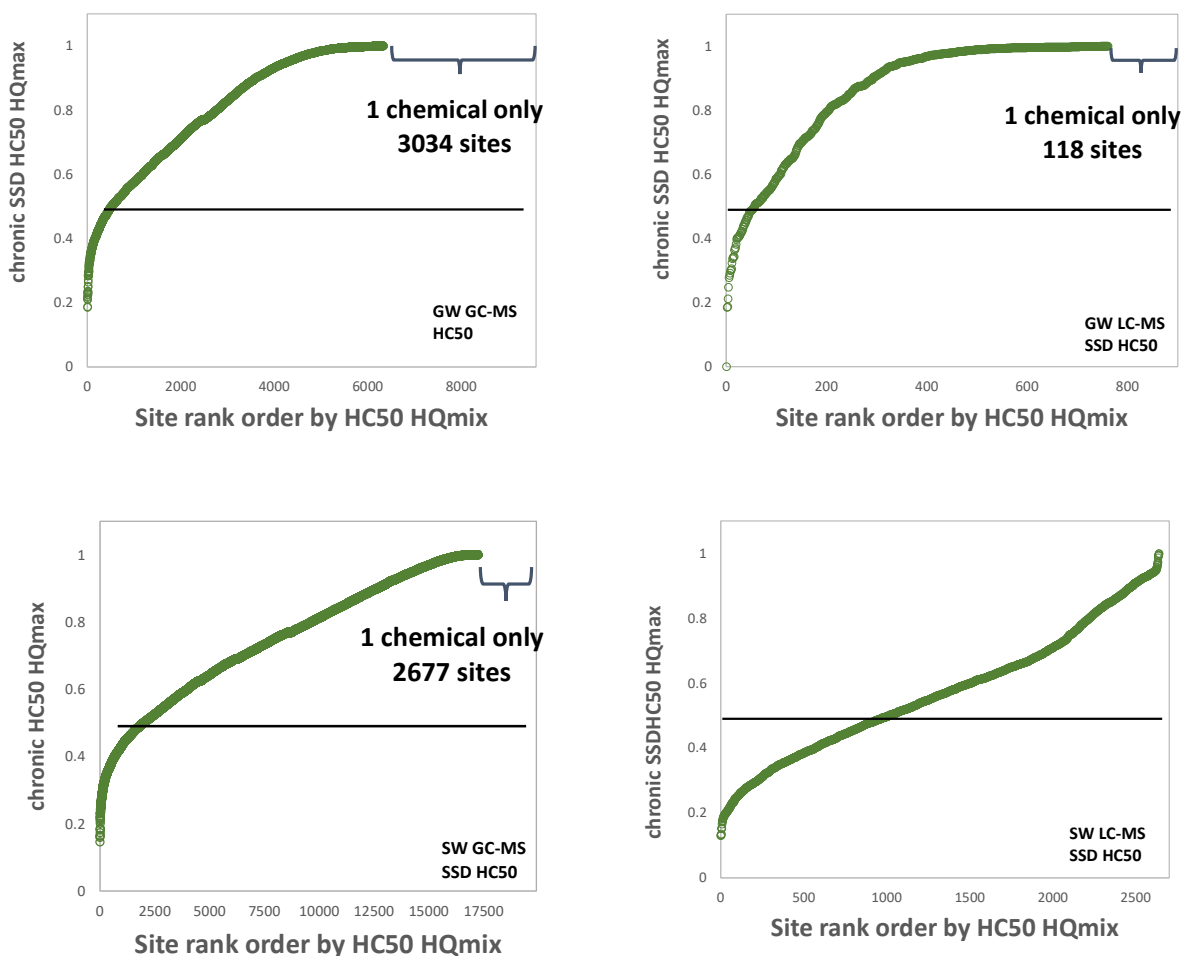 chronic SSD HC50 HQmax
1
0.8
0.6
0.4
0.2
0
1 chemical only
3034 sites
GW GC-MS
HC50
0 2000 4000 6000 8000
Site rank order by HC50 HQmix
chronic SSD HC50 HQmax
1
0.8
0.6
0.4
0.2
0
1 chemical only
118 sites
GW LC-MS
SSD HC50
0 200 400 600 800
Site rank order by HC50 HQmix
chronic HC50 HQmax
1
0.8
0.6
0.4
0.2
0
1 chemical only
2677 sites
SW GC-MS
SSD HC50
0 2500 5000 7500 10000 12500 15000 17500
Site rank order by HC50 HQmix
chronic SSDHC50 HQmax
1
0.8
0.6
0.4
0.2
0
SW LC-MS
SSD HC50
0 500 1000 1500 2000 2500
Site rank order by HC50 HQmix